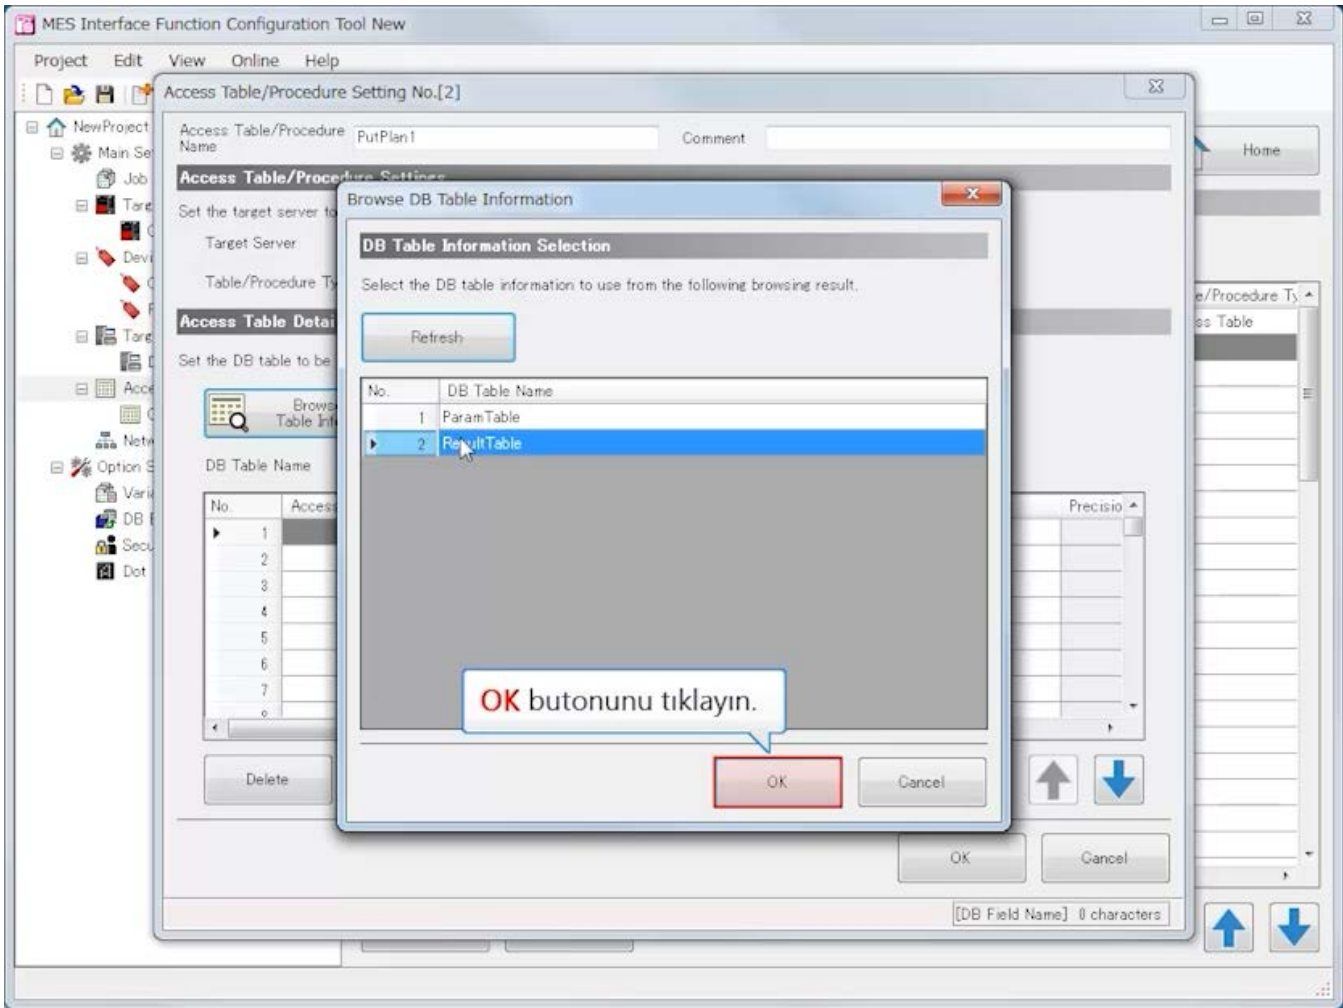 MES Interface Function Configuration Tool New
Project Edit View Online Help
Access Table/Procedure Setting No.[2]
NewProject
Main Se
Job
Targ
Devi
Targ
Acce
Netw
Option S
Vari
DB
Secu
Dot
Access Table/Procedure
Name
PutPlan1
Comment
Access Table/Procedure Settings
Set the target server to
Target Server
Table/Procedure Ty
Access Table Detai
Set the DB table to be
Brows
Table Inf
DB Table Name
No. Access Precisio
1
2
3
4
5
6
7
Delete
OK Cancel
[DB Field Name] 0 characters
Home
e/Procedure Ty
ss Table
Browse DB Table Information
DB Table Information Selection
Select the DB table information to use from the following browsing result.
Refresh
No. DB Table Name
1 ParamTable
2 ResultTable
OK butonunu tıklayın.
OK Cancel